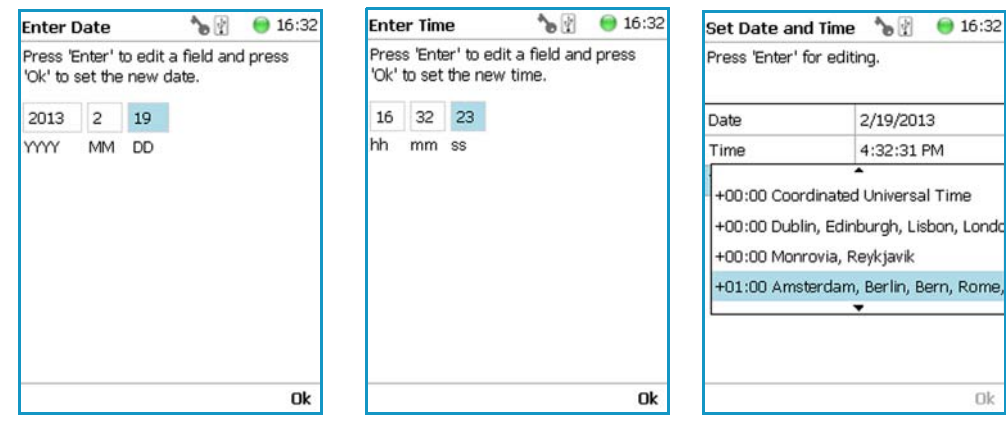 Enter Date 16:32
Press 'Enter' to edit a field and press
'Ok' to set the new date.
2013 2 19
YYYY MM DD
Ok
Enter Time 16:32
Press 'Enter' to edit a field and press
'Ok' to set the new time.
16 32 23
hh mm ss
Ok
Set Date and Time 16:32
Press 'Enter' for editing.
Date 2/19/2013
Time 4:32:31 PM
+00:00 Coordinated Universal Time
+00:00 Dublin, Edinburgh, Lisbon, Londo
+00:00 Monrovia, Reykjavik
+01:00 Amsterdam, Berlin, Bern, Rome,
Ok